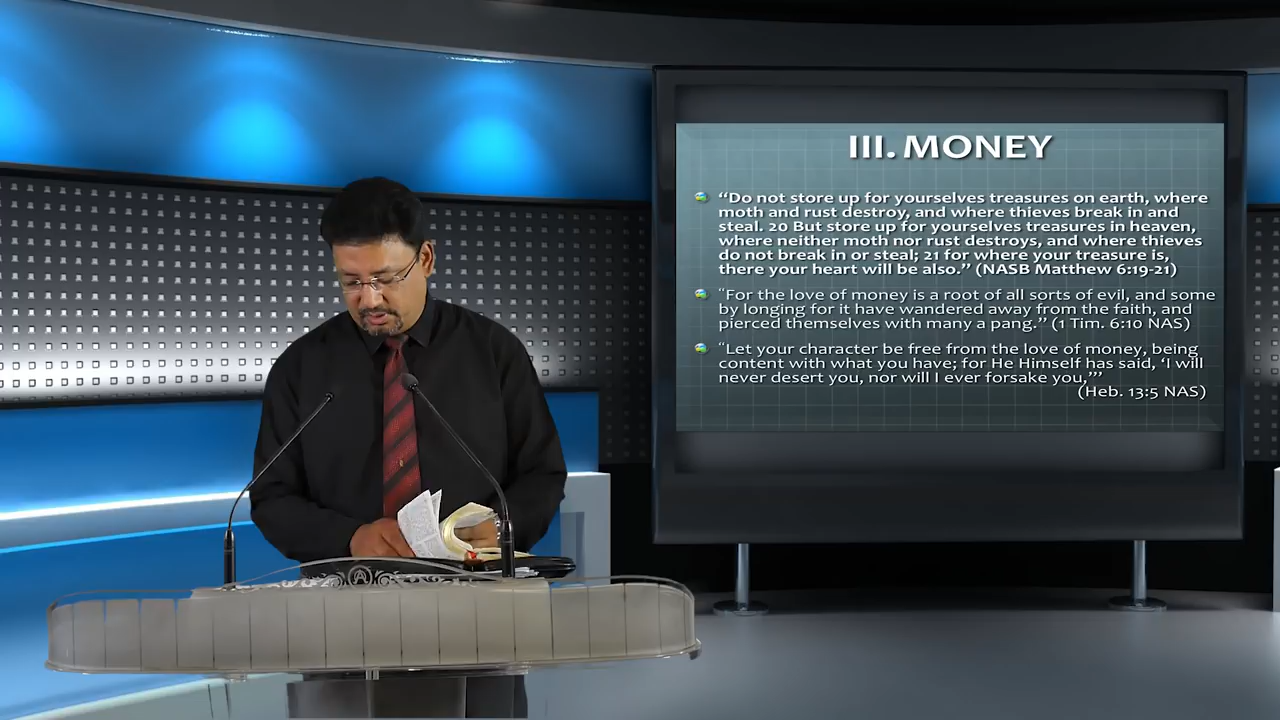 III. MONEY
“Do not store up for yourselves treasures on earth, where
moth and rust destroy, and where thieves break in and
steal. 20 But store up for yourselves treasures in heaven,
where neither moth nor rust destroys, and where thieves
do not break in or steal; 21 for where your treasure is,
there your heart will be also.” (NASB Matthew 6:19-21)
“For the love of money is a root of all sorts of evil, and some
by longing for it have wandered away from the faith, and
pierced themselves with many a pang.” (1 Tim. 6:10 NAS)
“Let your character be free from the love of money, being
content with what you have; for He Himself has said, ‘I will
never desert you, nor will I ever forsake you,’”
(Heb. 13:5 NAS)